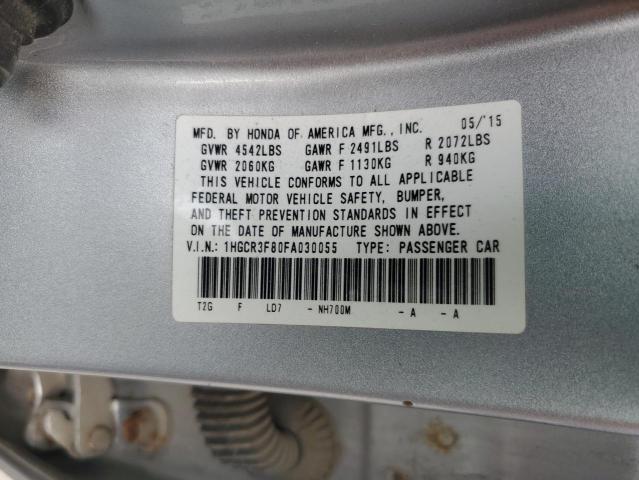 MFD. BY HONDA OF AMERICA MFG., INC. 05/'15
GVWR 4542LBS GAWR F 2491LBS R 2072LBS
GVWR 2060KG GAWR F 1130KG R 940KG
THIS VEHICLE CONFORMS TO ALL APPLICABLE
FEDERAL MOTOR VEHICLE SAFETY, BUMPER,
AND THEFT PREVENTION STANDARDS IN EFFECT
ON THE DATE OF MANUFACTURE SHOWN ABOVE.
V.I.N.: 1HGCR3F80FA030055 TYPE: PASSENGER CAR
T2G F LD7 - NH700M - A - A